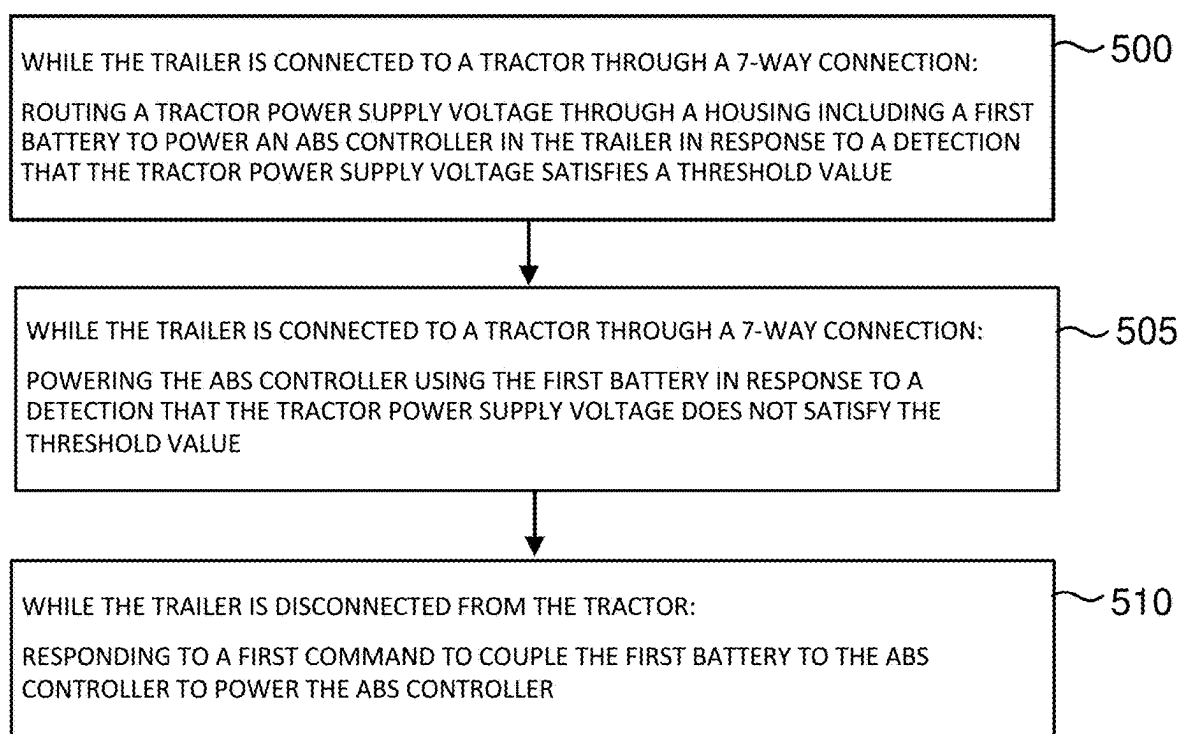 WHILE THE TRAILER IS CONNECTED TO A TRACTOR THROUGH A 7-WAY CONNECTION:
500
ROUTING A TRACTOR POWER SUPPLY VOLTAGE THROUGH A HOUSING INCLUDING A FIRST
BATTERY TO POWER AN ABS CONTROLLER IN THE TRAILER IN RESPONSE TO A DETECTION
THAT THE TRACTOR POWER SUPPLY VOLTAGE SATISFIES A THRESHOLD VALUE
WHILE THE TRAILER IS CONNECTED TO A TRACTOR THROUGH A 7-WAY CONNECTION:
505
POWERING THE ABS CONTROLLER USING THE FIRST BATTERY IN RESPONSE TO A
DETECTION THAT THE TRACTOR POWER SUPPLY VOLTAGE DOES NOT SATISFY THE
THRESHOLD VALUE
WHILE THE TRAILER IS DISCONNECTED FROM THE TRACTOR:
510
RESPONDING TO A FIRST COMMAND TO COUPLE THE FIRST BATTERY TO THE ABS
CONTROLLER TO POWER THE ABS CONTROLLER